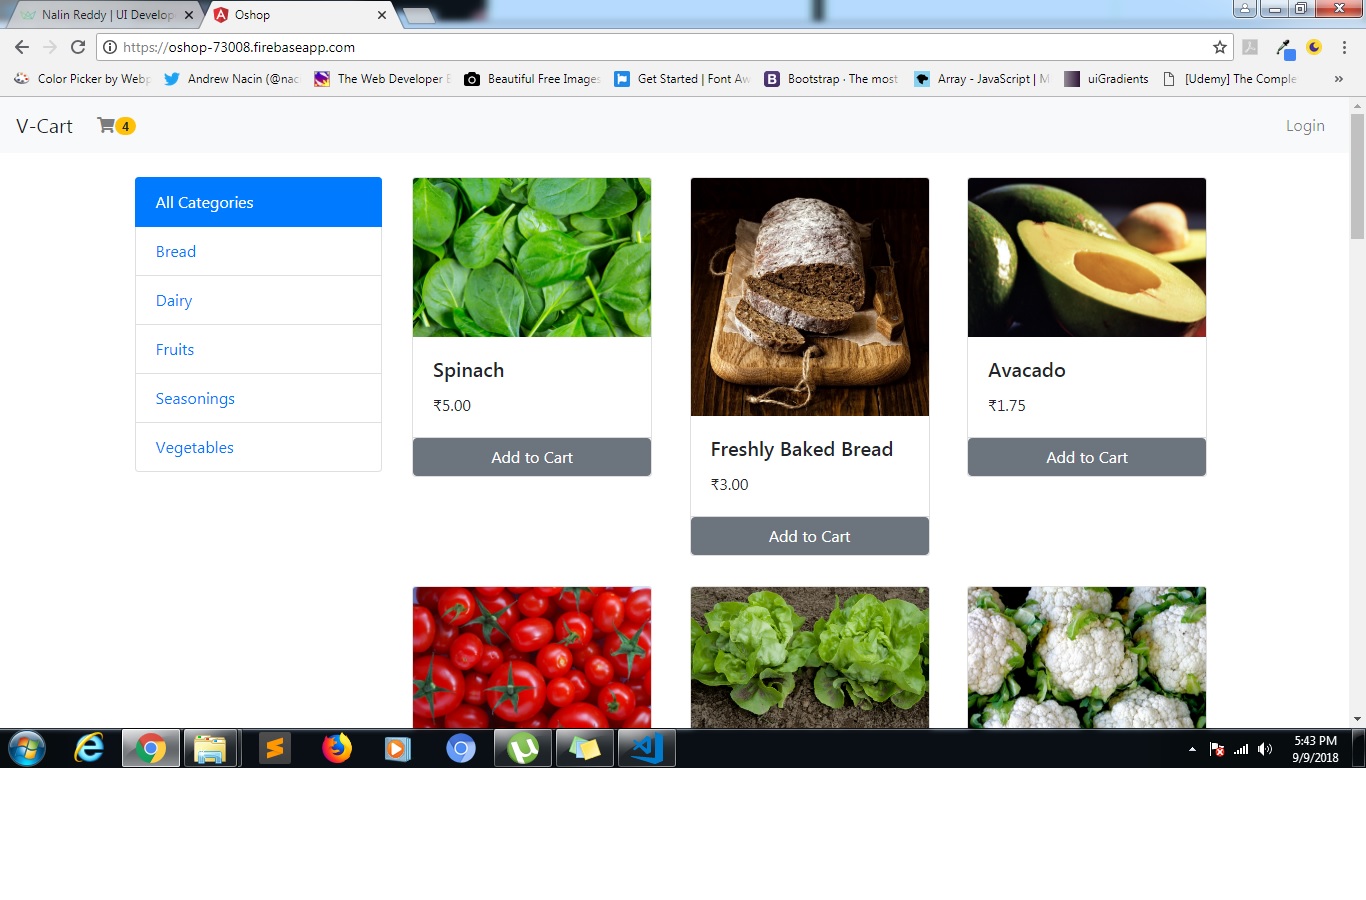 Nalin Reddy | UI Develop
Oshop
https://oshop-73008.firebaseapp.com
Color Picker by Webp
Andrew Nacin (@nac
The Web Developer B
Beautiful Free Images
Get Started | Font Aw
B
Bootstrap · The most
Array - JavaScript | M
uiGradients
[Udemy] The Comple
»
V-Cart
4
Login
All Categories
Bread
Dairy
Fruits
Seasonings
Vegetables
Spinach
₹5.00
Add to Cart
Freshly Baked Bread
₹3.00
Add to Cart
Avacado
₹1.75
Add to Cart
5:43 PM
9/9/2018